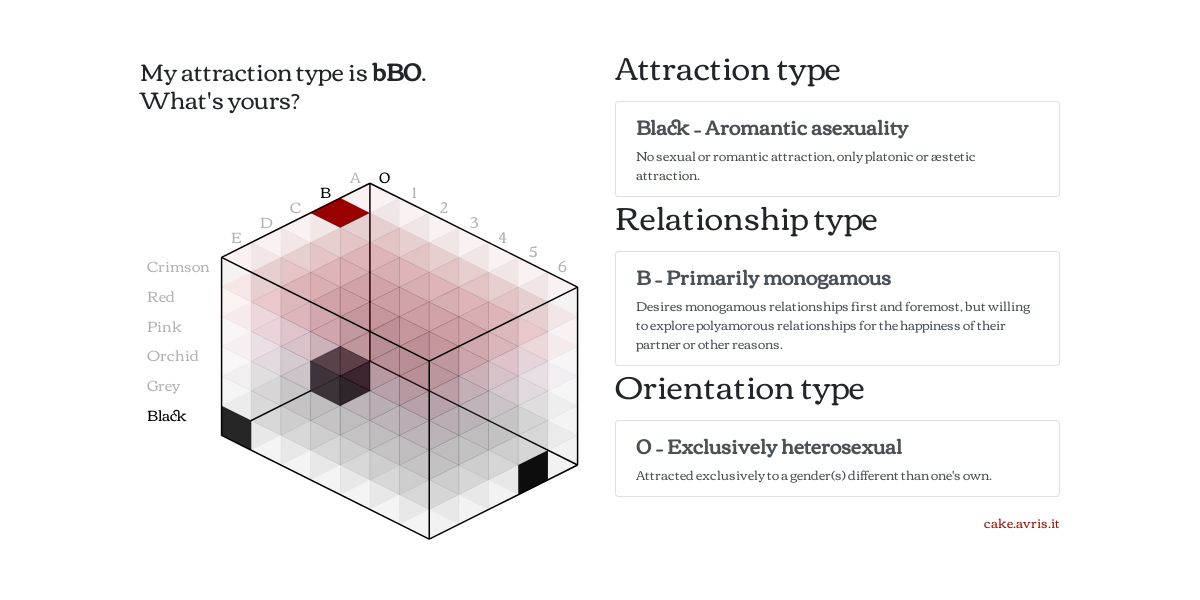 My attraction type is bBO.
What's yours?
A O
B 1
C 2
D 3
E 4
5
Crimson 6
Red
Pink
Orchid
Grey
Black
Attraction type
Black – Aromantic asexuality
No sexual or romantic attraction, only platonic or æstetic
attraction.
Relationship type
B – Primarily monogamous
Desires monogamous relationships first and foremost, but willing
to explore polyamorous relationships for the happiness of their
partner or other reasons.
Orientation type
O – Exclusively heterosexual
Attracted exclusively to a gender(s) different than one's own.
cake.avris.it